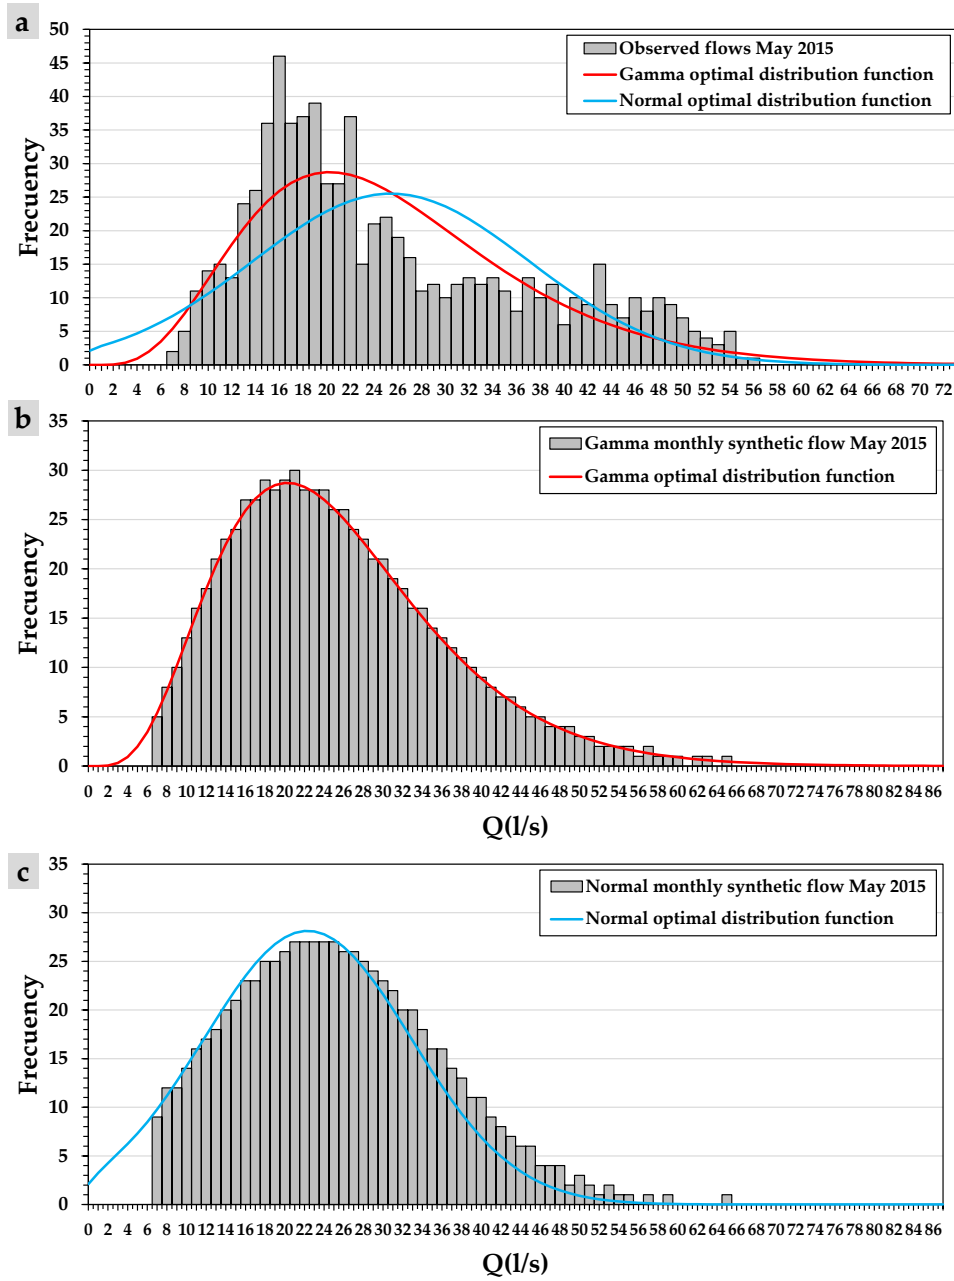 a
50
45
40
35
30
25
20
15
10
5
0
Frecuency
Observed flows May 2015
Gamma optimal distribution function
Normal optimal distribution function
0 2 4 6 8 10 12 14 16 18 20 22 24 26 28 30 32 34 36 38 40 42 44 46 48 50 52 54 56 58 60 62 64 66 68 70 72
b
35
30
25
20
15
10
5
0
Frecuency
Gamma monthly synthetic flow May 2015
Gamma optimal distribution function
0 2 4 6 8 10 12 14 16 18 20 22 24 26 28 30 32 34 36 38 40 42 44 46 48 50 52 54 56 58 60 62 64 66 68 70 72 74 76 78 80 82 84 86
Q(l/s)
c
35
30
25
20
15
10
5
0
Frecuency
Normal monthly synthetic flow May 2015
Normal optimal distribution function
0 2 4 6 8 10 12 14 16 18 20 22 24 26 28 30 32 34 36 38 40 42 44 46 48 50 52 54 56 58 60 62 64 66 68 70 72 74 76 78 80 82 84 86
Q(l/s)